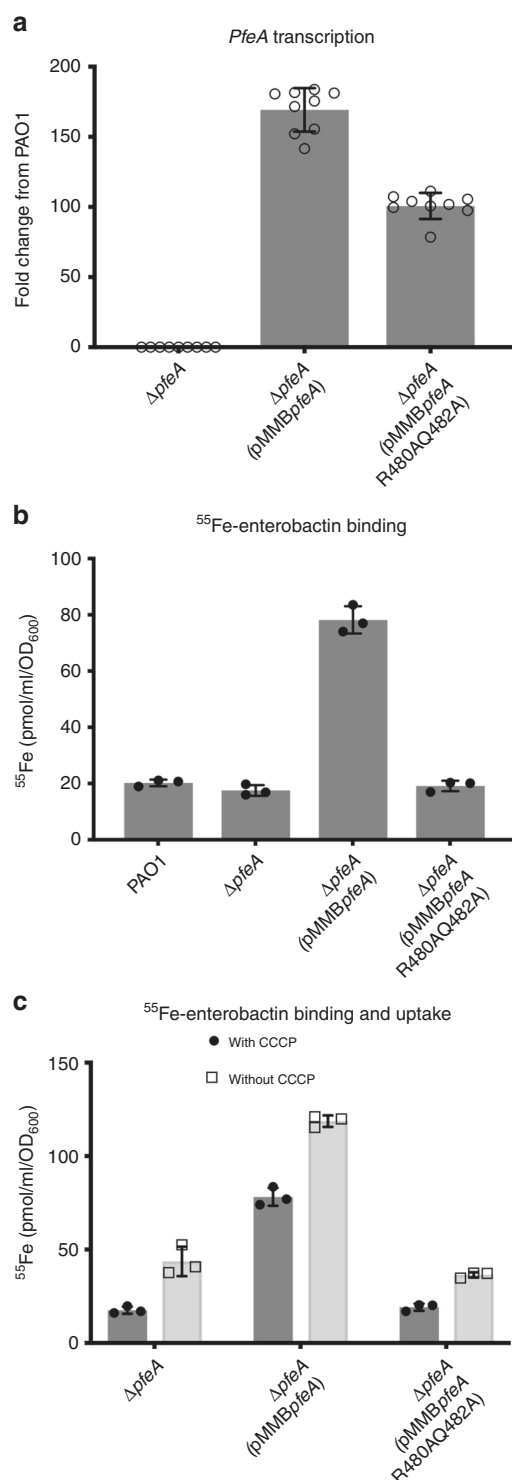 a
PfeA transcription
Fold change from PAO1
200
150
100
50
0
ΔpfeA
ΔpfeA
(pMMBpfeA)
ΔpfeA
(pMMBpfeA
R480AQ482A)
b
⁵⁵Fe-enterobactin binding
⁵⁵Fe (pmol/ml/OD₆₀₀)
100
80
60
40
20
0
PAO1
ΔpfeA
ΔpfeA
(pMMBpfeA)
ΔpfeA
(pMMBpfeA
R480AQ482A)
c
⁵⁵Fe-enterobactin binding and uptake
With CCCP
Without CCCP
⁵⁵Fe (pmol/ml/OD₆₀₀)
150
100
50
0
ΔpfeA
ΔpfeA
(pMMBpfeA)
ΔpfeA
(pMMBpfeA
R480AQ482A)